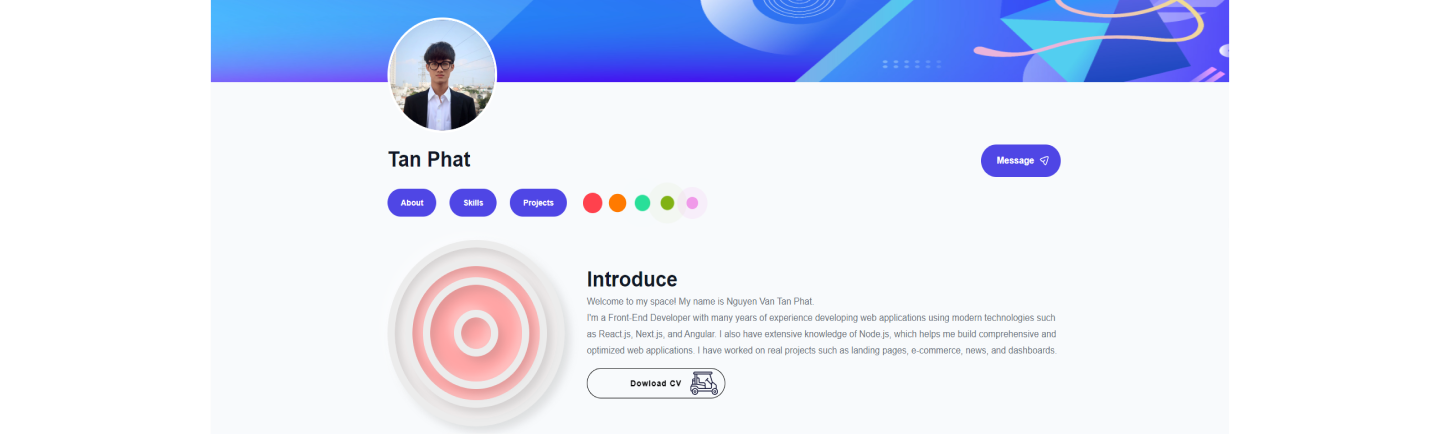 Tan Phat
Message
About
Skills
Projects
Introduce
Welcome to my space! My name is Nguyen Van Tan Phat.
I'm a Front-End Developer with many years of experience developing web applications using modern technologies such
as React.js, Next.js, and Angular. I also have extensive knowledge of Node.js, which helps me build comprehensive and
optimized web applications. I have worked on real projects such as landing pages, e-commerce, news, and dashboards.
Dowload CV